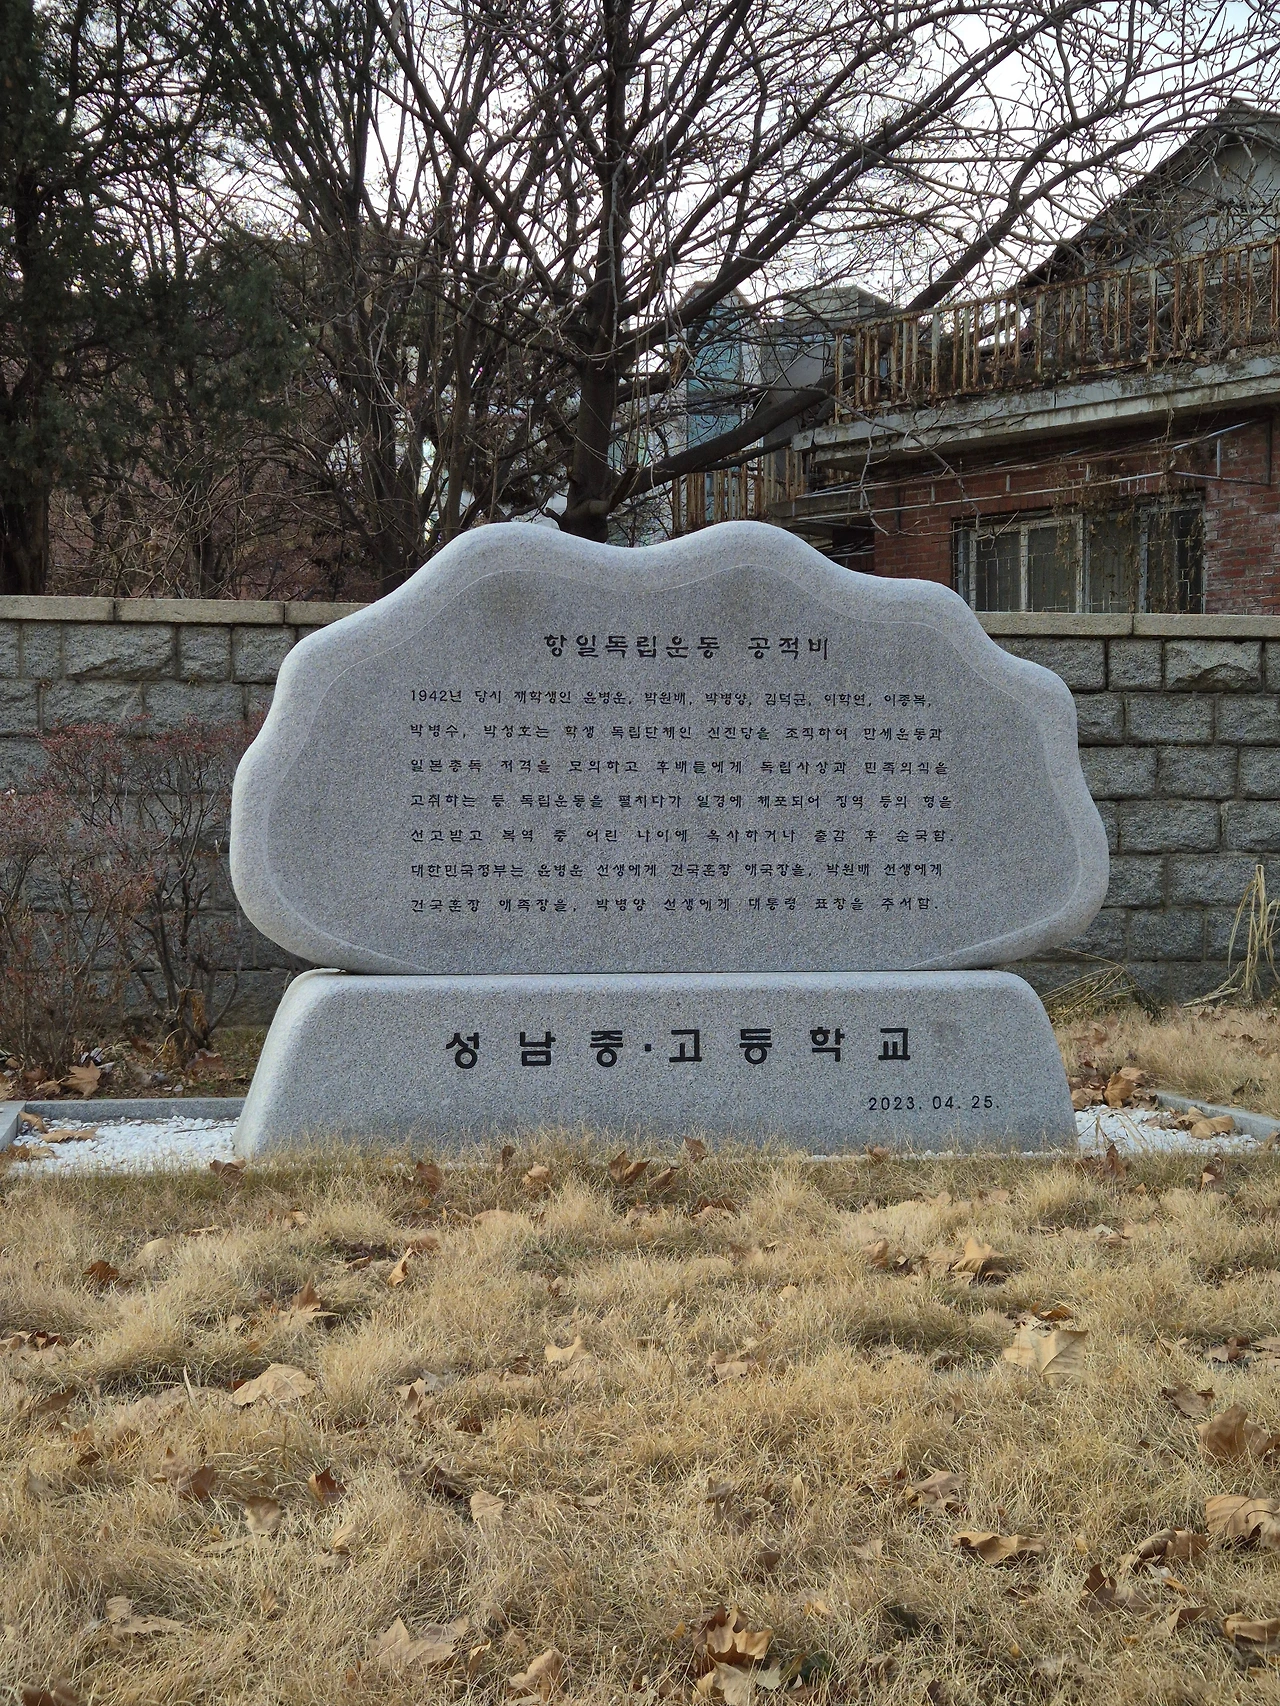 항일독립운동 공적비
1942년 당시 재학생인 윤병운, 박원배, 박병양, 김덕균, 이학연, 이종복,
박병수, 박성호는 학생 독립단체인 신진당을 조직하여 만세운동과
일본총독 저격을 모의하고 후배들에게 독립사상과 민족의식을
고취하는 등 독립운동을 펼치다가 일경에 체포되어 징역 등의 형을
선고받고 복역 중 어린 나이에 옥사하거나 출감 후 순국함.
대한민국정부는 윤병운 선생에게 건국훈장 애국장을, 박원배 선생에게
건국훈장 애족장을, 박병양 선생에게 대통령 표창을 추서함.
성남중·고등학교
2023. 04. 25.